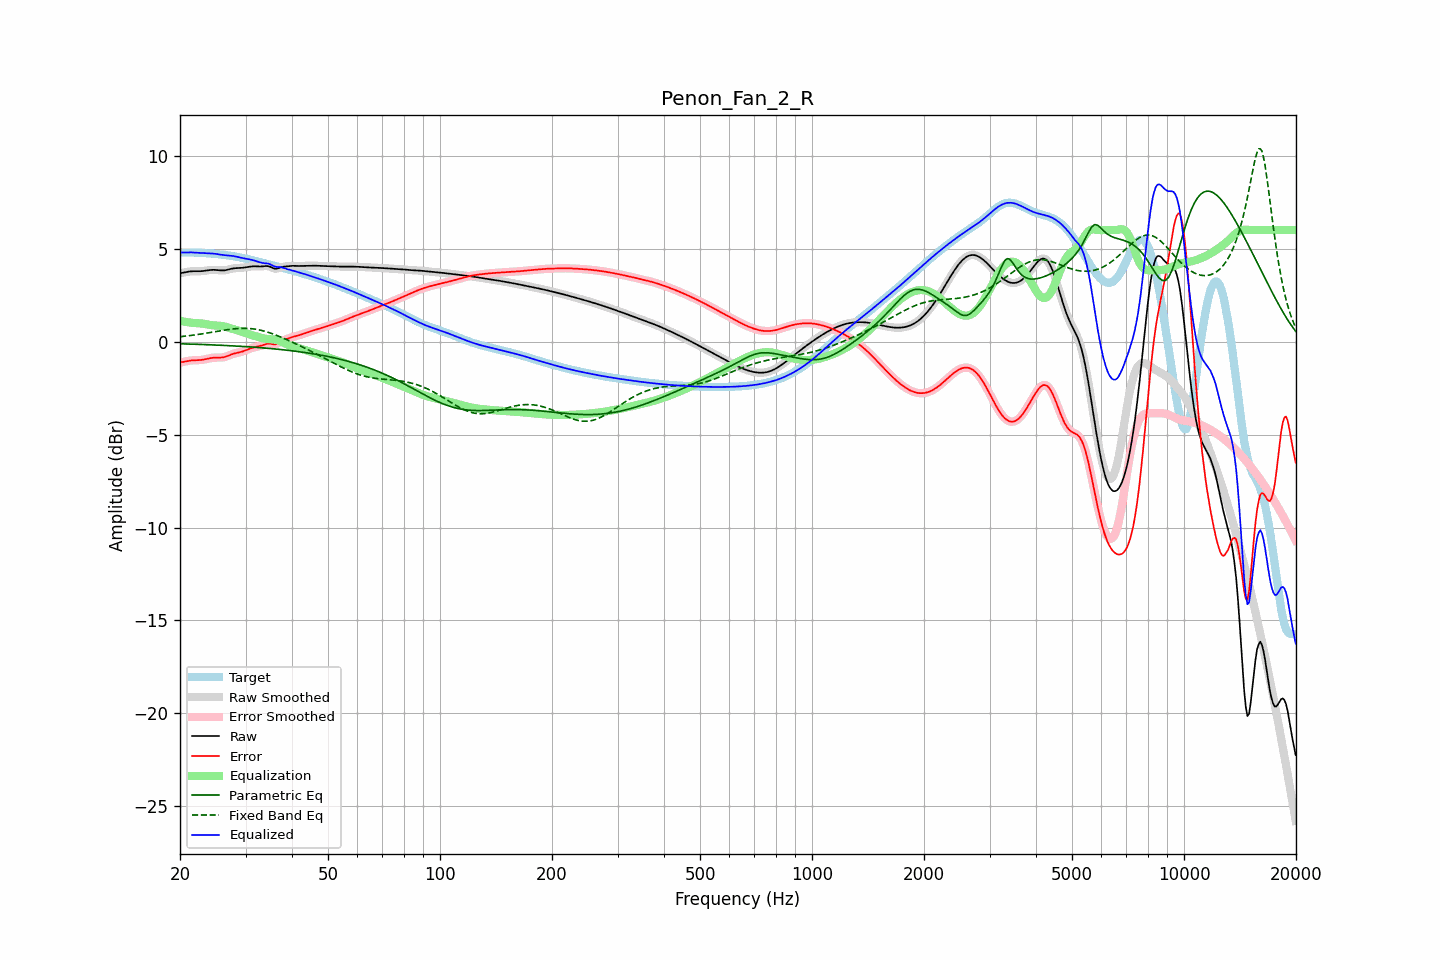 Penon_Fan_2_R
Amplitude (dBr)
10
5
0
−5
−10
−15
−20
−25
Target
Raw Smoothed
Error Smoothed
Raw
Error
Equalization
Parametric Eq
Fixed Band Eq
Equalized
20 50 100 200 500 1000 2000 5000 10000 20000
Frequency (Hz)